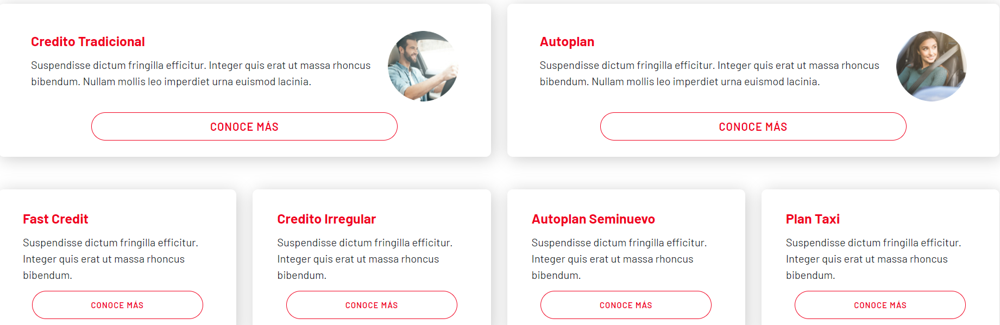 Credito Tradicional
Suspendisse dictum fringilla efficitur. Integer quis erat ut massa rhoncus
bibendum. Nullam mollis leo imperdiet urna euismod lacinia.
CONOCE MÁS
Autoplan
Suspendisse dictum fringilla efficitur. Integer quis erat ut massa rhoncus
bibendum. Nullam mollis leo imperdiet urna euismod lacinia.
CONOCE MÁS
Fast Credit
Suspendisse dictum fringilla efficitur.
Integer quis erat ut massa rhoncus
bibendum.
CONOCE MÁS
Credito Irregular
Suspendisse dictum fringilla efficitur.
Integer quis erat ut massa rhoncus
bibendum.
CONOCE MÁS
Autoplan Seminuevo
Suspendisse dictum fringilla efficitur.
Integer quis erat ut massa rhoncus
bibendum.
CONOCE MÁS
Plan Taxi
Suspendisse dictum fringilla efficitur.
Integer quis erat ut massa rhoncus
bibendum.
CONOCE MÁS